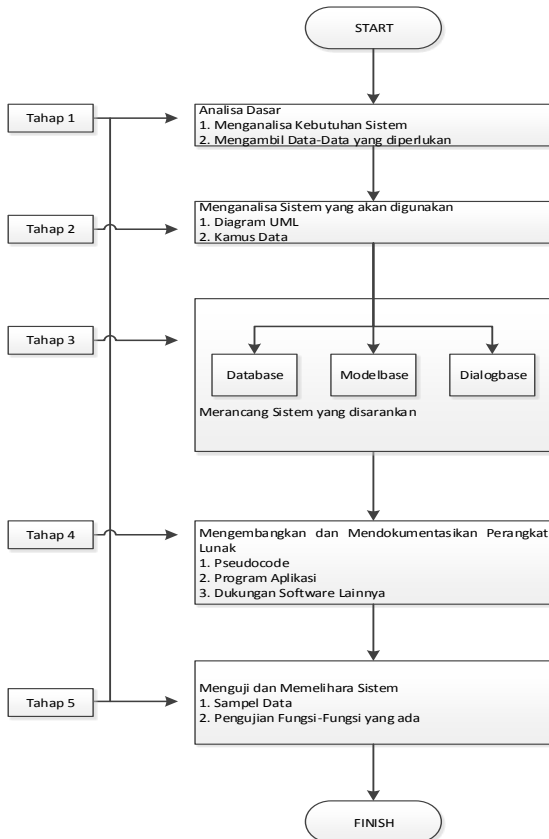 START
Tahap 1
Analisa Dasar
1. Menganalisa Kebutuhan Sistem
2. Mengambil Data-Data yang diperlukan
Tahap 2
Menganalisa Sistem yang akan digunakan
1. Diagram UML
2. Kamus Data
Tahap 3
Database
Modelbase
Dialogbase
Merancang Sistem yang disarankan
Tahap 4
Mengembangkan dan Mendokumentasikan Perangkat
Lunak
1. Pseudocode
2. Program Aplikasi
3. Dukungan Software Lainnya
Tahap 5
Menguji dan Memelihara Sistem
1. Sampel Data
2. Pengujian Fungsi-Fungsi yang ada
FINISH